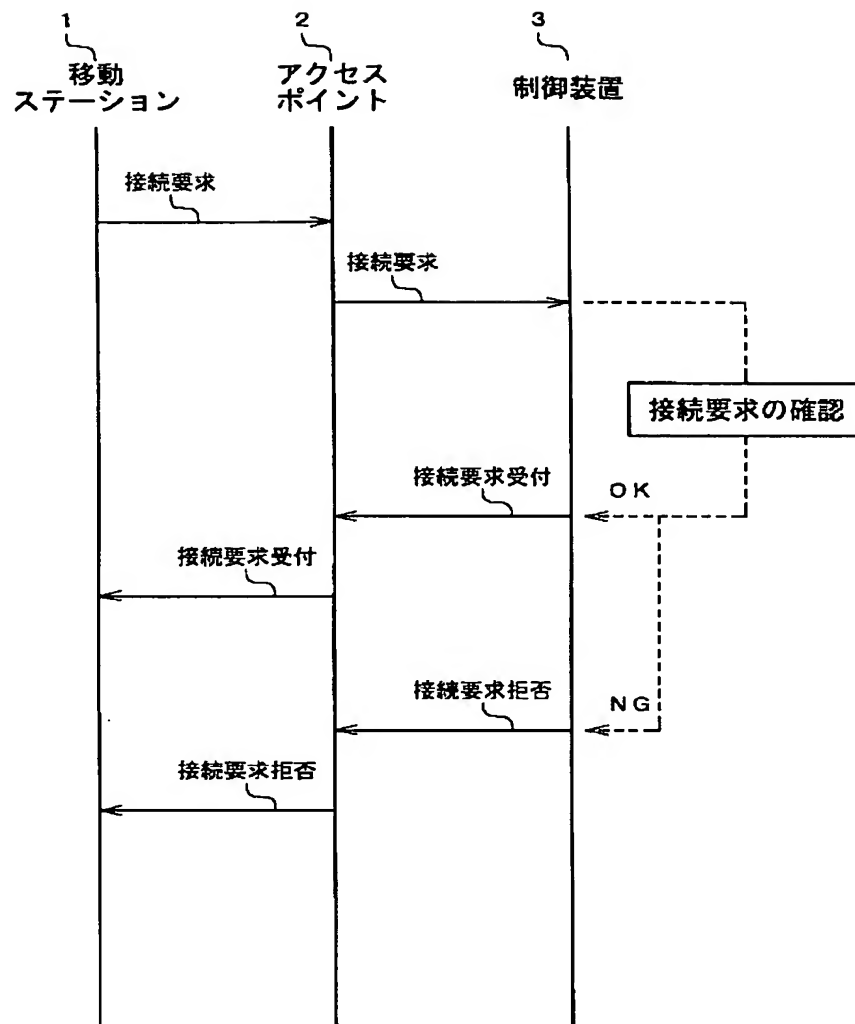 1
2
3
移動
ステーション
アクセス
ポイント
制御装置
接続要求
接続要求
接続要求の確認
接続要求受付
OK
接続要求受付
接続要求拒否
NG
接続要求拒否